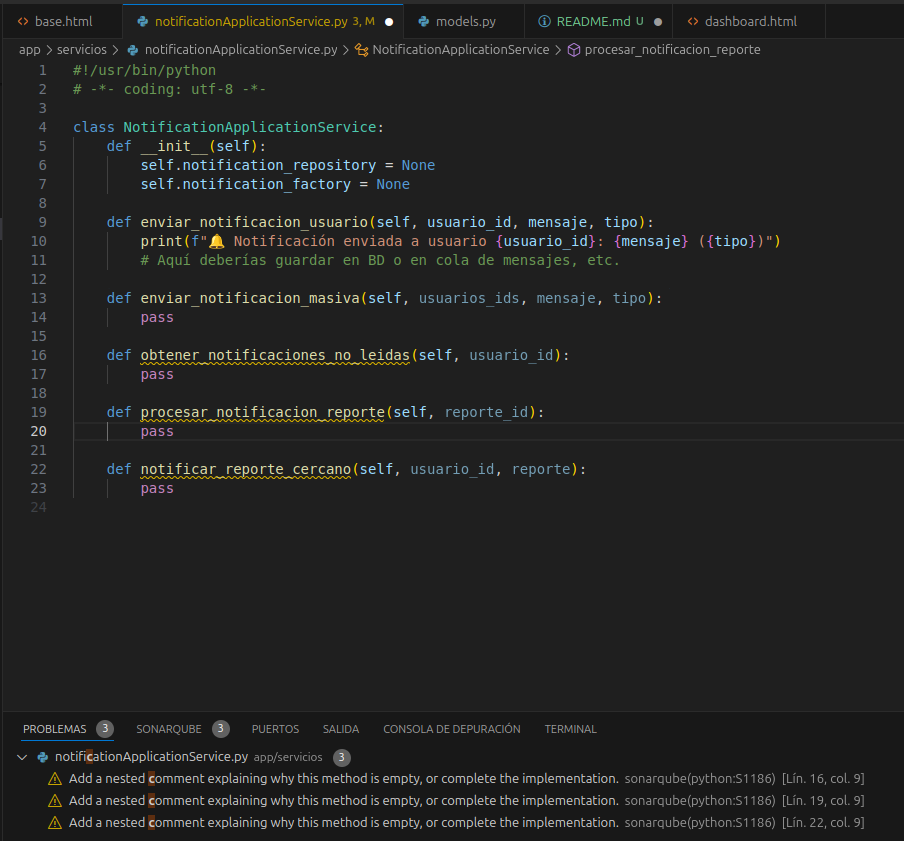 base.html notificationApplicationService.py 3, M models.py README.md U dashboard.html
app > servicios > notificationApplicationService.py > NotificationApplicationService > procesar_notificacion_reporte
1 #!/usr/bin/python
2 # -*- coding: utf-8 -*-
3
4 class NotificationApplicationService:
5     def __init__(self):
6         self.notification_repository = None
7         self.notification_factory = None
8
9     def enviar_notificacion_usuario(self, usuario_id, mensaje, tipo):
10         print(f"🔔 Notificación enviada a usuario {usuario_id}: {mensaje} ({tipo})")
11         # Aquí deberías guardar en BD o en cola de mensajes, etc.
12
13     def enviar_notificacion_masiva(self, usuarios_ids, mensaje, tipo):
14         pass
15
16     def obtener_notificaciones_no_leidas(self, usuario_id):
17         pass
18
19     def procesar_notificacion_reporte(self, reporte_id):
20         pass
21
22     def notificar_reporte_cercano(self, usuario_id, reporte):
23         pass
24
PROBLEMAS 3 SONARQUBE 3 PUERTOS SALIDA CONSOLA DE DEPURACIÓN TERMINAL
notificationApplicationService.py app/servicios 3
Add a nested comment explaining why this method is empty, or complete the implementation. sonarqube(python:S1186) [Lín. 16, col. 9]
Add a nested comment explaining why this method is empty, or complete the implementation. sonarqube(python:S1186) [Lín. 19, col. 9]
Add a nested comment explaining why this method is empty, or complete the implementation. sonarqube(python:S1186) [Lín. 22, col. 9]